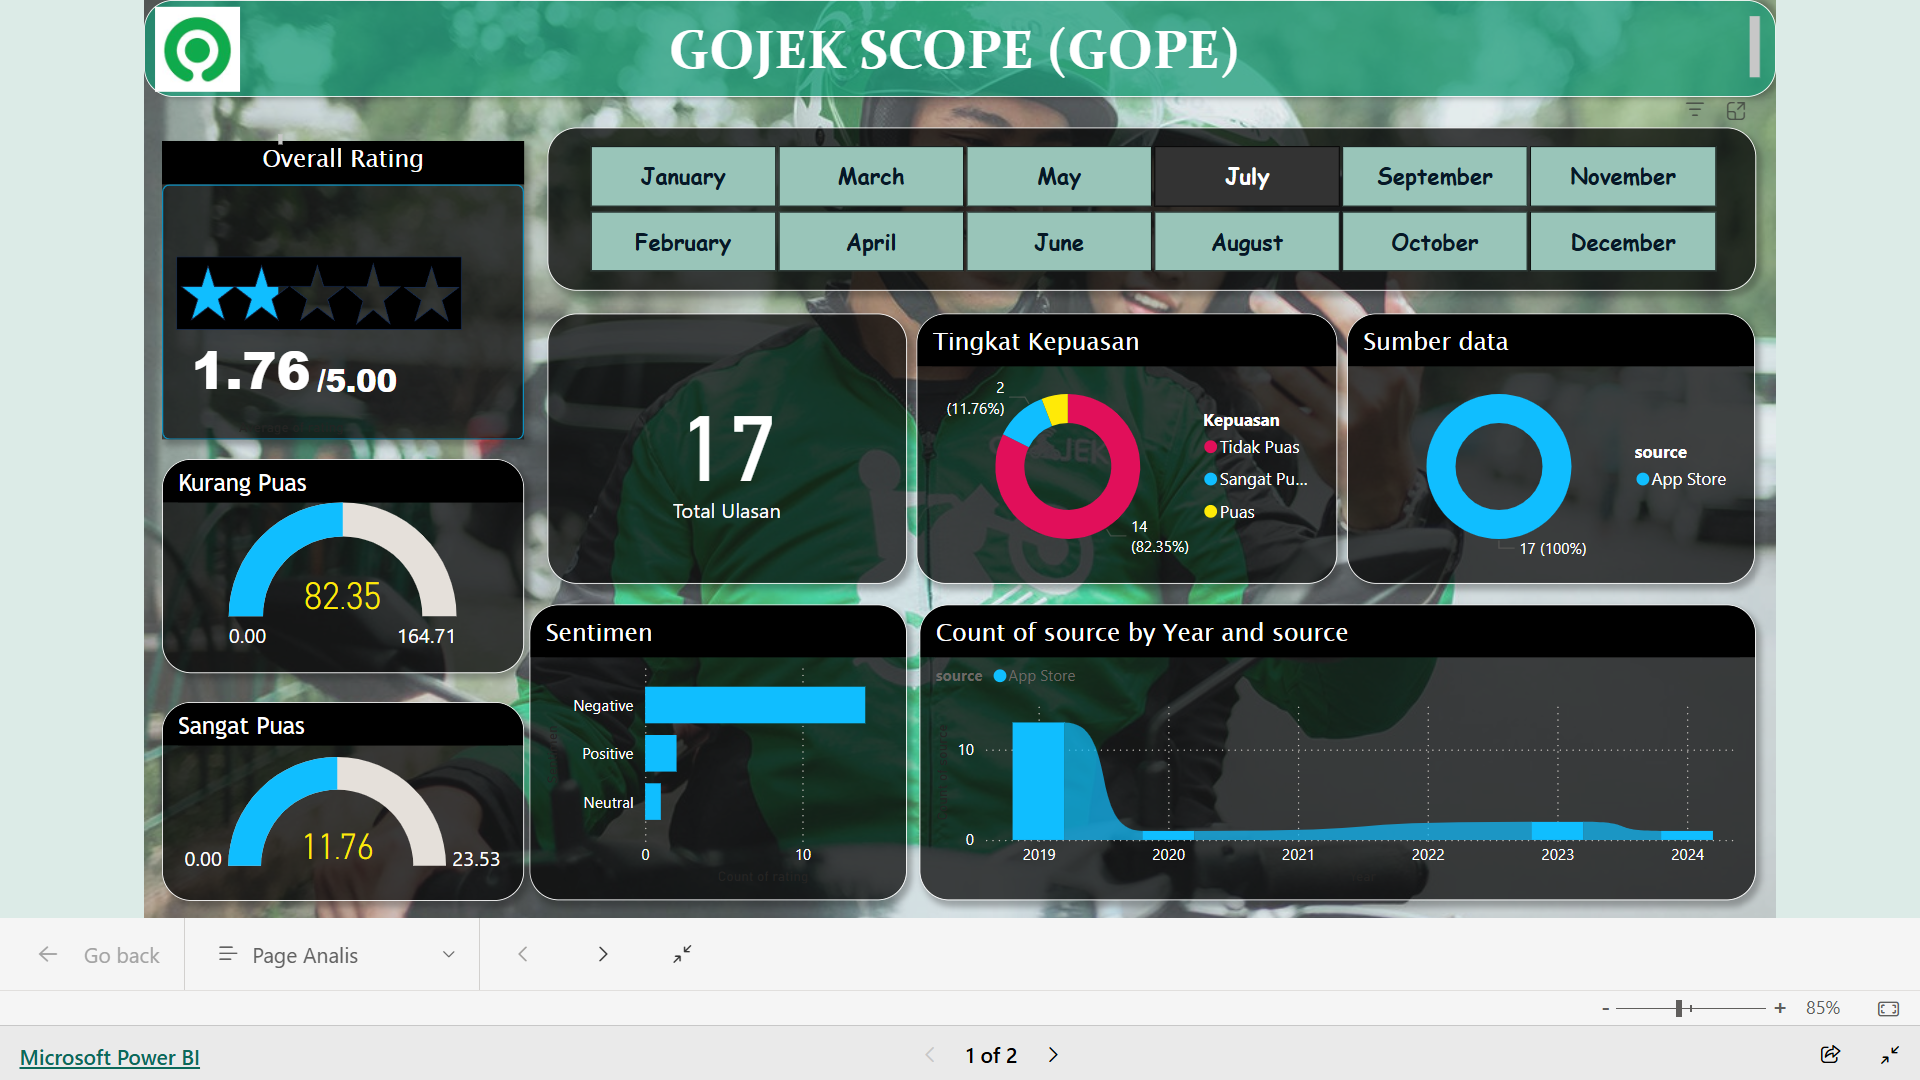 GOJEK SCOPE (GOPE)
Overall Rating
1.76 /5.00
January
March
May
July
September
November
February
April
June
August
October
December
Kurang Puas
82.35
0.00
164.71
Sangat Puas
11.76
0.00
23.53
17
Total Ulasan
Tingkat Kepuasan
2
(11.76%)
14
(82.35%)
Kepuasan
Tidak Puas
Sangat Pu...
Puas
Sumber data
17 (100%)
source
App Store
Sentimen
Negative
Positive
Neutral
0
10
Count of rating
Count of source by Year and source
source
App Store
10
0
2019
2020
2021
2022
2023
2024
Go back
Page Analis
- + 85%
Microsoft Power BI
1 of 2